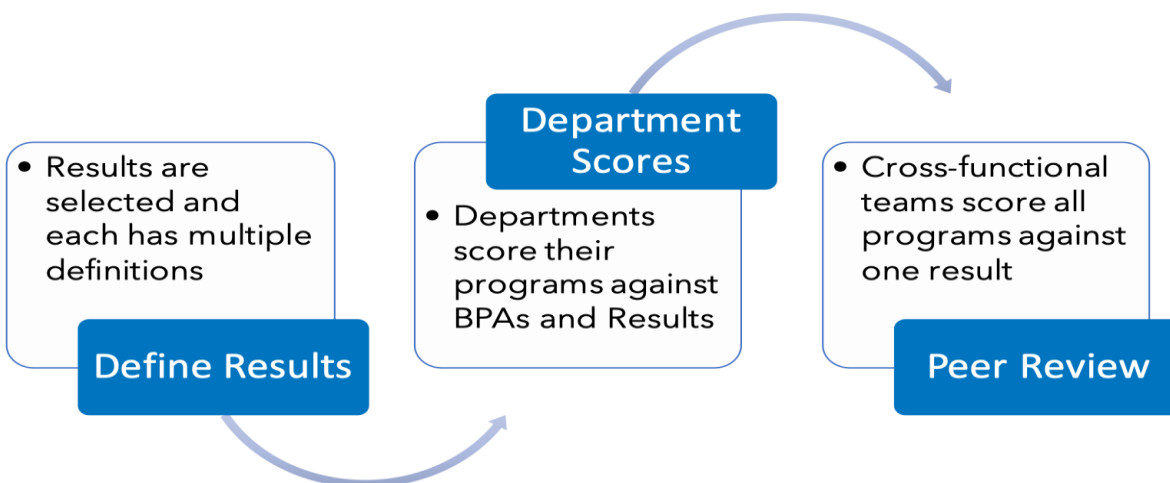 • Results are
selected and
each has multiple
definitions
Define Results
Department
Scores
• Departments
score their
programs against
BPAs and Results
• Cross-functional
teams score all
programs against
one result
Peer Review